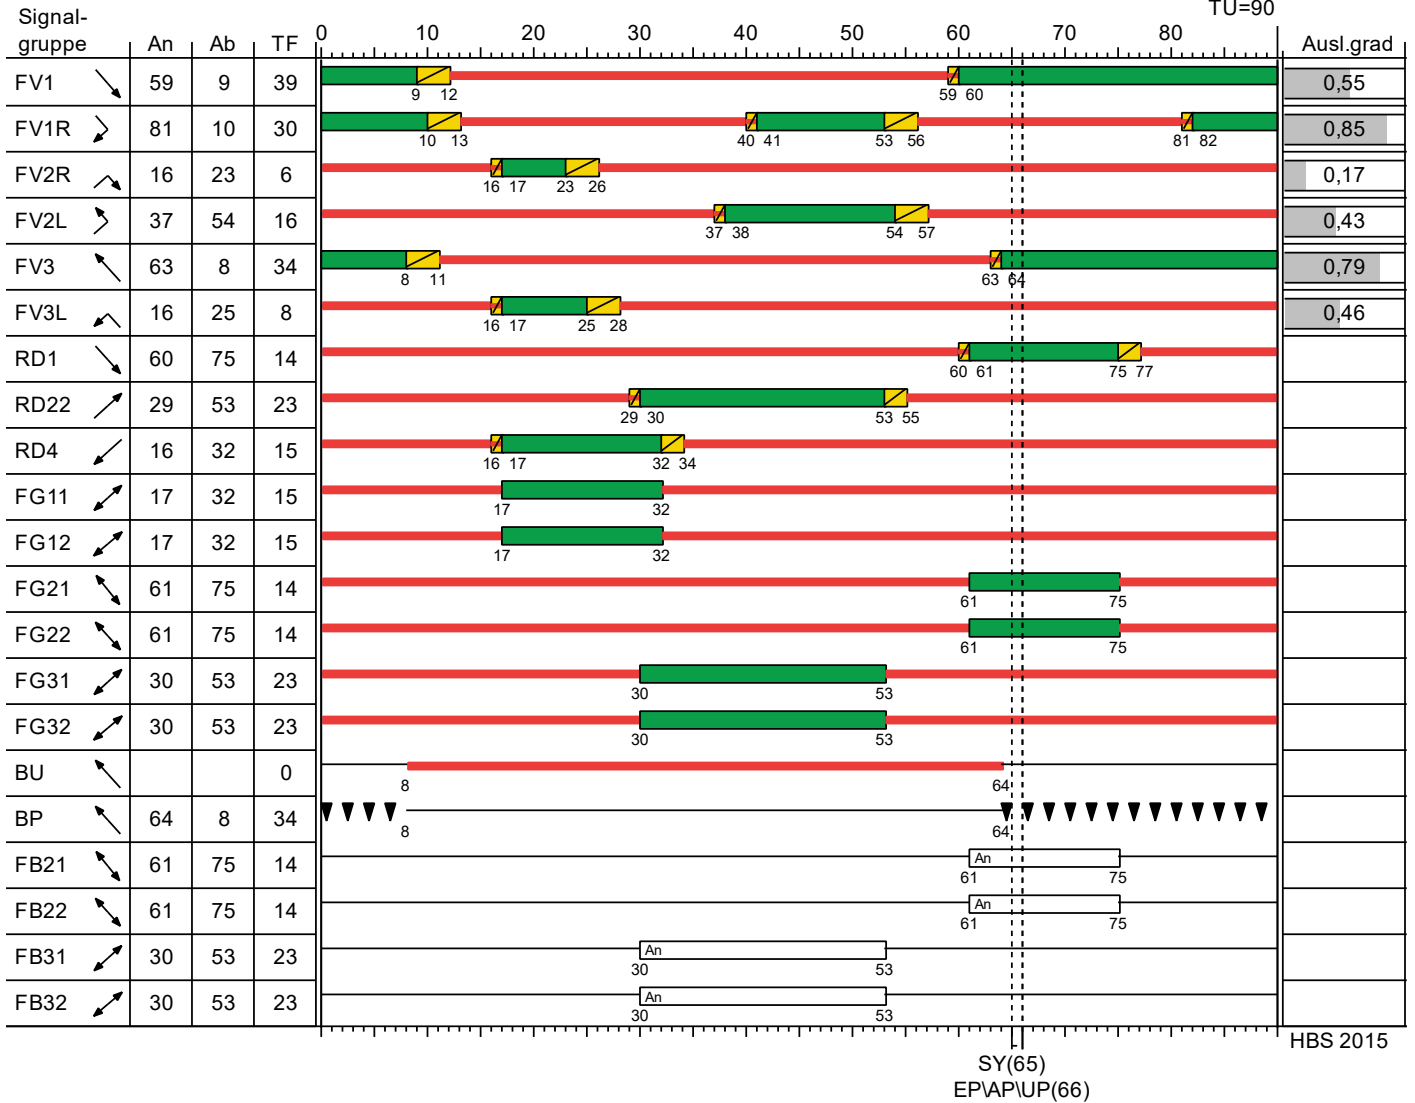 TU=90
Signal-
gruppe An Ab TF 0 10 20 30 40 50 60 70 80 Ausl.grad
FV1 59 9 39 0,55
9 12 59 60
FV1R 81 10 30 0,85
10 13 40 41 53 56 81 82
FV2R 16 23 6 0,17
16 17 23 26
FV2L 37 54 16 0,43
37 38 54 57
FV3 63 8 34 0,79
8 11 63 64
FV3L 16 25 8 0,46
16 17 25 28
RD1 60 75 14
60 61 75 77
RD22 29 53 23
29 30 53 55
RD4 16 32 15
16 17 32 34
FG11 17 32 15
17 32
FG12 17 32 15
17 32
FG21 61 75 14
61 75
FG22 61 75 14
61 75
FG31 30 53 23
30 53
FG32 30 53 23
30 53
BU 0
8 64
BP 64 8 34
8 64
FB21 61 75 14 An
61 75
FB22 61 75 14 An
61 75
FB31 30 53 23 An
30 53
FB32 30 53 23 An
30 53
HBS 2015
SY(65)
EP\AP\UP(66)